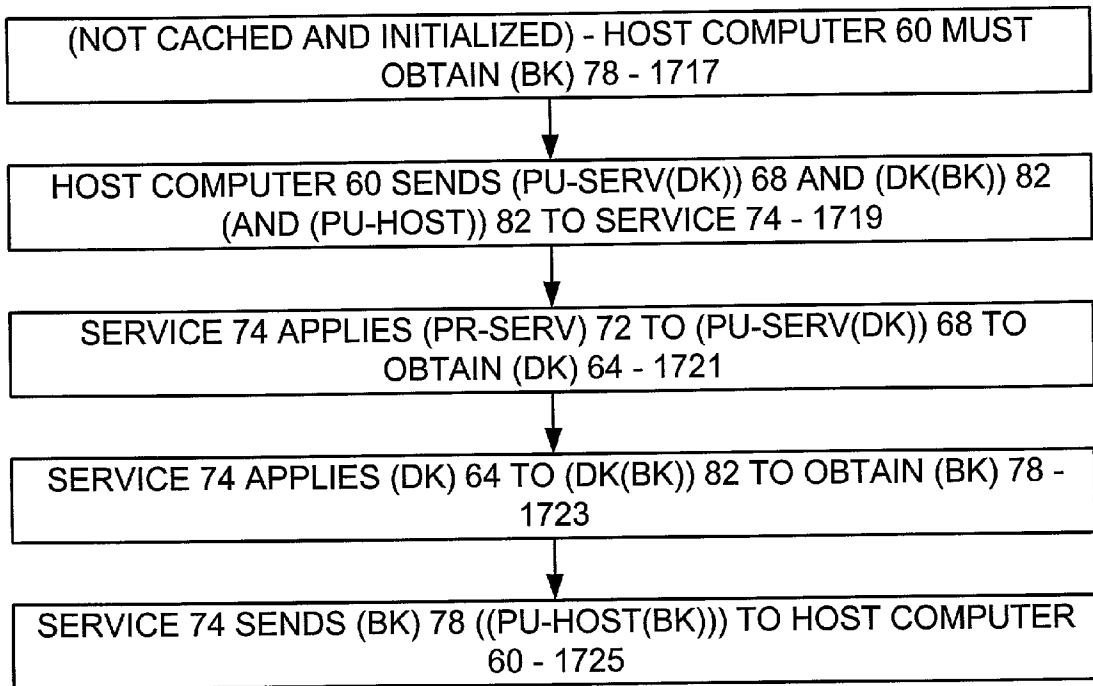 (NOT CACHED AND INITIALIZED) - HOST COMPUTER 60 MUST
OBTAIN (BK) 78 - 1717
HOST COMPUTER 60 SENDS (PU-SERV(DK)) 68 AND (DK(BK)) 82
(AND (PU-HOST)) 82 TO SERVICE 74 - 1719
SERVICE 74 APPLIES (PR-SERV) 72 TO (PU-SERV(DK)) 68 TO
OBTAIN (DK) 64 - 1721
SERVICE 74 APPLIES (DK) 64 TO (DK(BK)) 82 TO OBTAIN (BK) 78 -
1723
SERVICE 74 SENDS (BK) 78 ((PU-HOST(BK))) TO HOST COMPUTER
60 - 1725